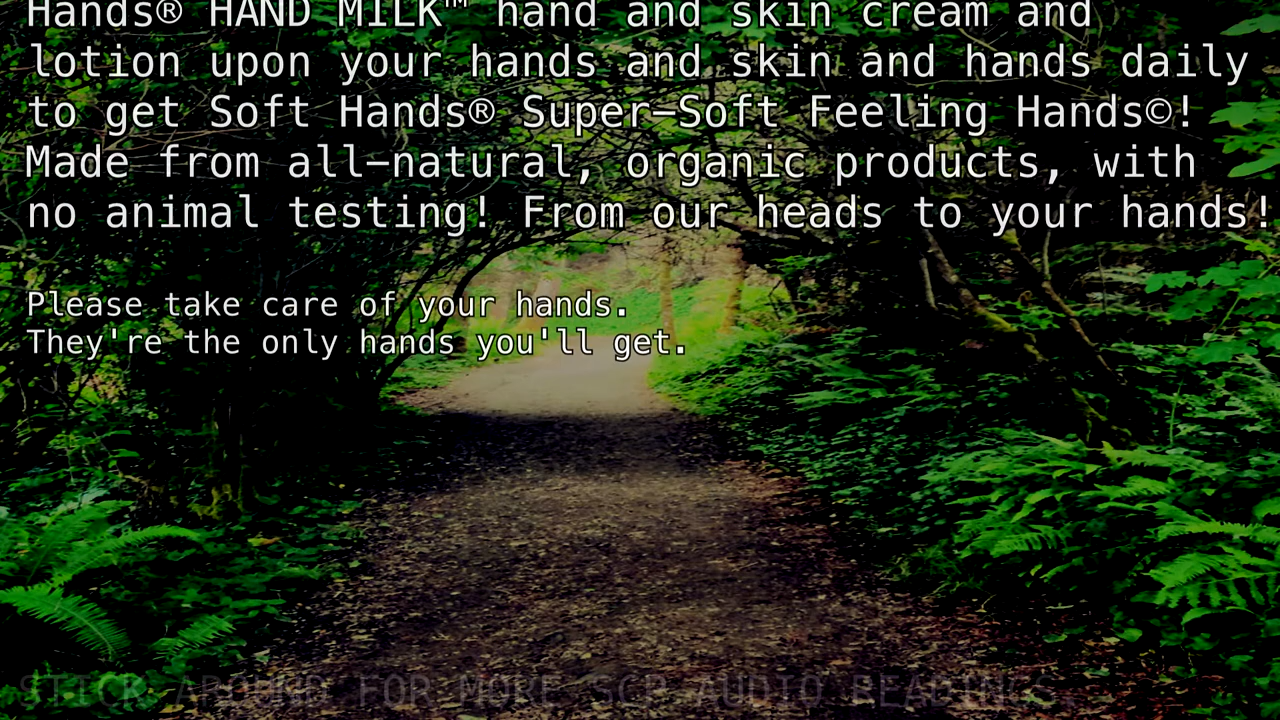 Hands® HAND MILK™ hand and skin cream and
lotion upon your hands and skin and hands daily
to get Soft Hands® Super–Soft Feeling Hands©!
Made from all–natural, organic products, with
no animal testing! From our heads to your hands!
Please take care of your hands.
They're the only hands you'll get.
STICK AROUND FOR MORE SCP AUDIO READINGS.